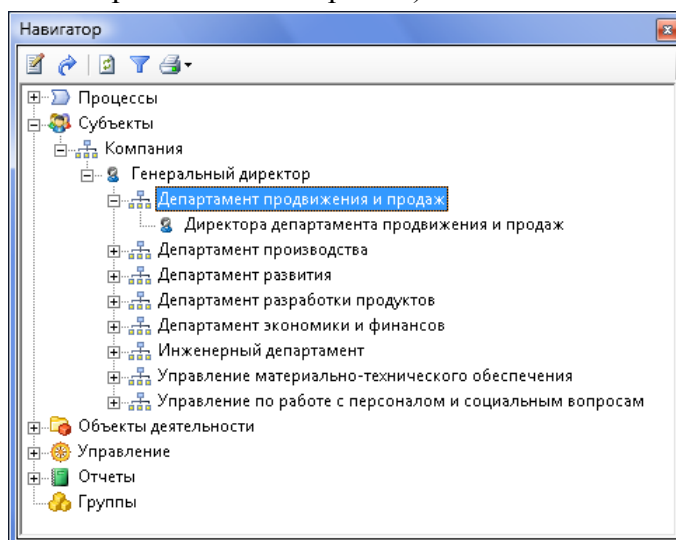 Навигатор
Процессы
Субъекты
Компания
Генеральный директор
Департамент продвижения и продаж
Директора департамента продвижения и продаж
Департамент производства
Департамент развития
Департамент разработки продуктов
Департамент экономики и финансов
Инженерный департамент
Управление материально-технического обеспечения
Управление по работе с персоналом и социальным вопросам
Объекты деятельности
Управление
Отчеты
Группы